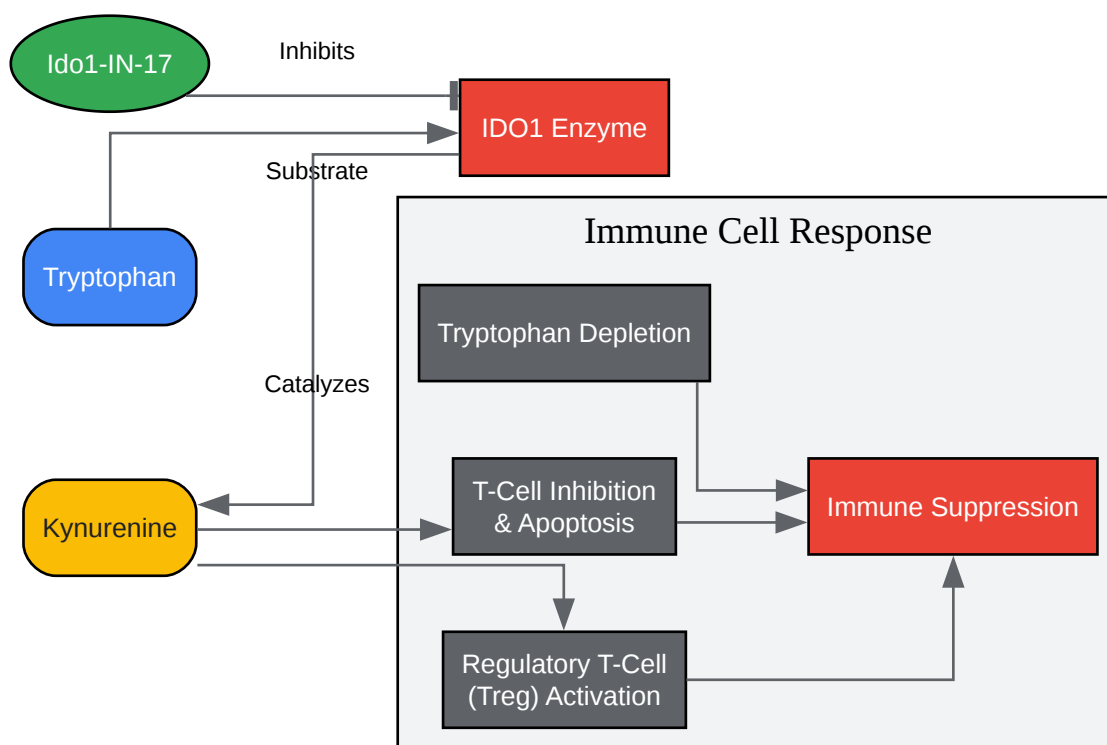 Ido1-IN-17
Inhibits
IDO1 Enzyme
Substrate
Tryptophan
Immune Cell Response
Tryptophan Depletion
Catalyzes
Kynurenine
T-Cell Inhibition
& Apoptosis
Immune Suppression
Regulatory T-Cell
(Treg) Activation